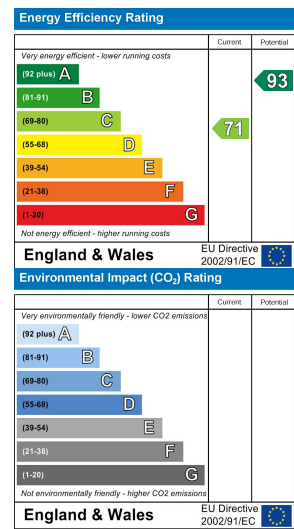 Energy Efficiency Rating
Current Potential
Very energy efficient - lower running costs
(92 plus) A
(81-91) B
(69-80) C
(55-68) D
(39-54) E
(21-38) F
(1-20) G
71
93
Not energy efficient - higher running costs
England & Wales
EU Directive
2002/91/EC
Environmental Impact (CO₂) Rating
Current Potential
Very environmentally friendly - lower CO2 emissions
(92 plus) A
(81-91) B
(69-80) C
(55-68) D
(39-54) E
(21-38) F
(1-20) G
Not environmentally friendly - higher CO2 emissions
England & Wales
EU Directive
2002/91/EC